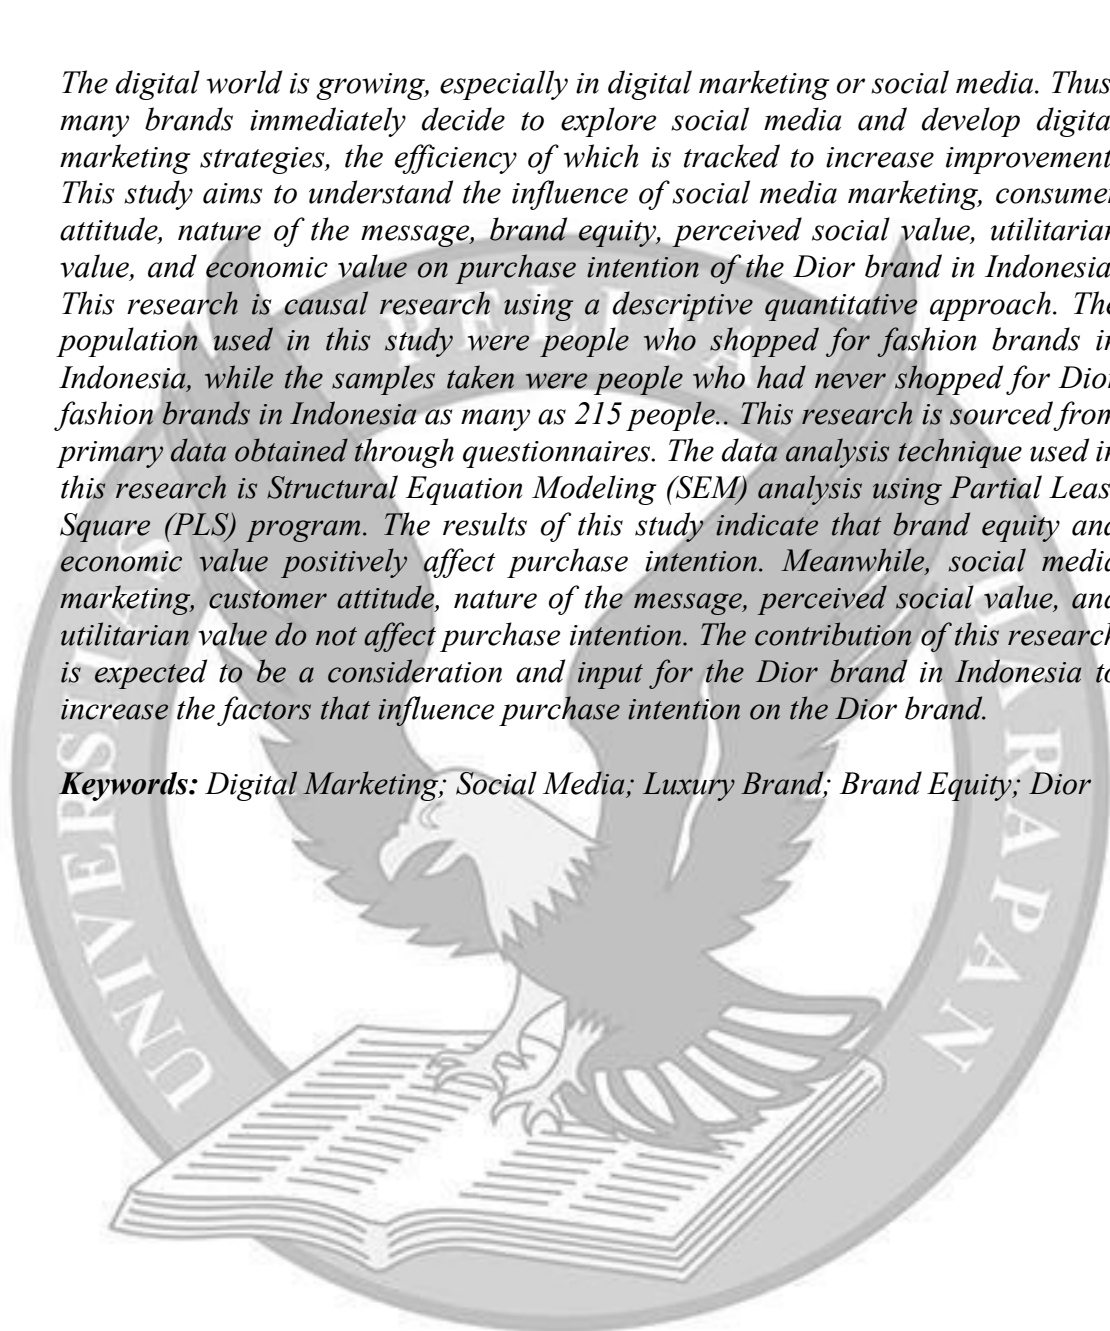 The digital world is growing, especially in digital marketing or social media. Thus
many brands immediately decide to explore social media and develop digita
marketing strategies, the efficiency of which is tracked to increase improvement
This study aims to understand the influence of social media marketing, consumer
attitude, nature of the message, brand equity, perceived social value, utilitarian
value, and economic value on purchase intention of the Dior brand in Indonesia
This research is causal research using a descriptive quantitative approach. The
population used in this study were people who shopped for fashion brands in
Indonesia, while the samples taken were people who had never shopped for Dior
fashion brands in Indonesia as many as 215 people.. This research is sourced from
primary data obtained through questionnaires. The data analysis technique used in
this research is Structural Equation Modeling (SEM) analysis using Partial Leas
Square (PLS) program. The results of this study indicate that brand equity and
economic value positively affect purchase intention. Meanwhile, social media
marketing, customer attitude, nature of the message, perceived social value, and
utilitarian value do not affect purchase intention. The contribution of this research
is expected to be a consideration and input for the Dior brand in Indonesia to
increase the factors that influence purchase intention on the Dior brand.
Keywords: Digital Marketing; Social Media; Luxury Brand; Brand Equity; Dior
UNIVERSITAS
PELITA
HARAPAN